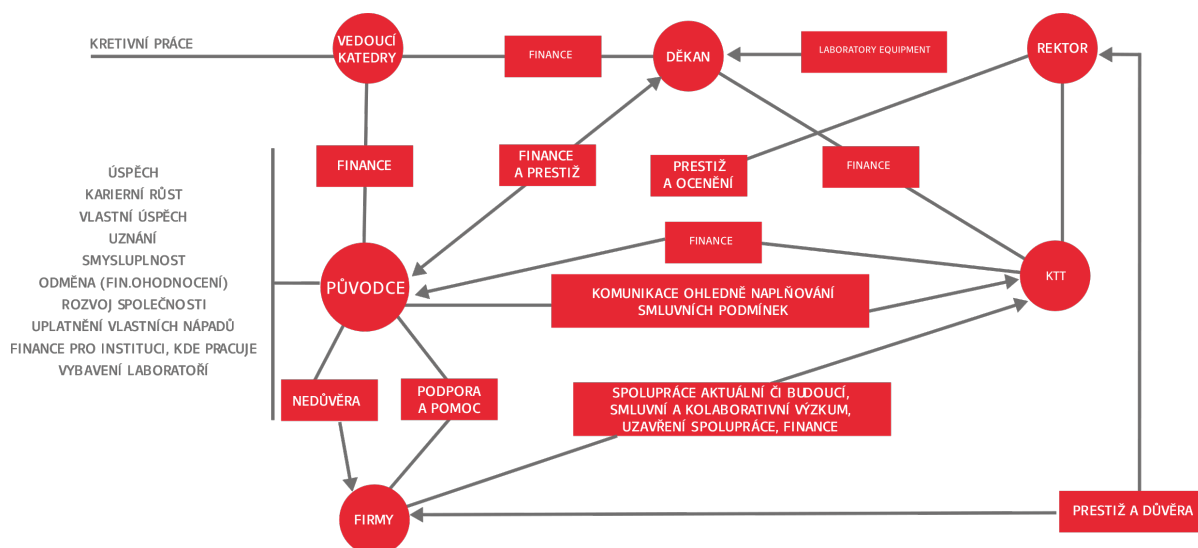 KRETIVNÍ PRÁCE
VEDOUCÍ
KATEDRY
FINANCE
DĚKAN
LABORATORY EQUIPMENT
REKTOR
FINANCE
FINANCE
A PRESTIŽ
PRESTIŽ
A OCENĚNÍ
FINANCE
ÚSPĚCH
KARIERNÍ RŮST
VLASTNÍ ÚSPĚCH
UZNÁNÍ
SMYSLUPLNOST
ODMĚNA (FIN.OHODNOCENÍ)
ROZVOJ SPOLEČNOSTI
UPLATNĚNÍ VLASTNÍCH NÁPADŮ
FINANCE PRO INSTITUCI, KDE PRACUJE
VYBAVENÍ LABORATOŘÍ
PŮVODCE
FINANCE
KTT
KOMUNIKACE OHLEDNĚ NAPLŇOVÁNÍ
SMLUVNÍCH PODMÍNEK
NEDŮVĚRA
PODPORA
A POMOC
SPOLUPRÁCE AKTUÁLNÍ ČI BUDOUCÍ,
SMLUVNÍ A KOLABORATIVNÍ VÝZKUM,
UZAVŘENÍ SPOLUPRÁCE, FINANCE
FIRMY
PRESTIŽ A DŮVĚRA